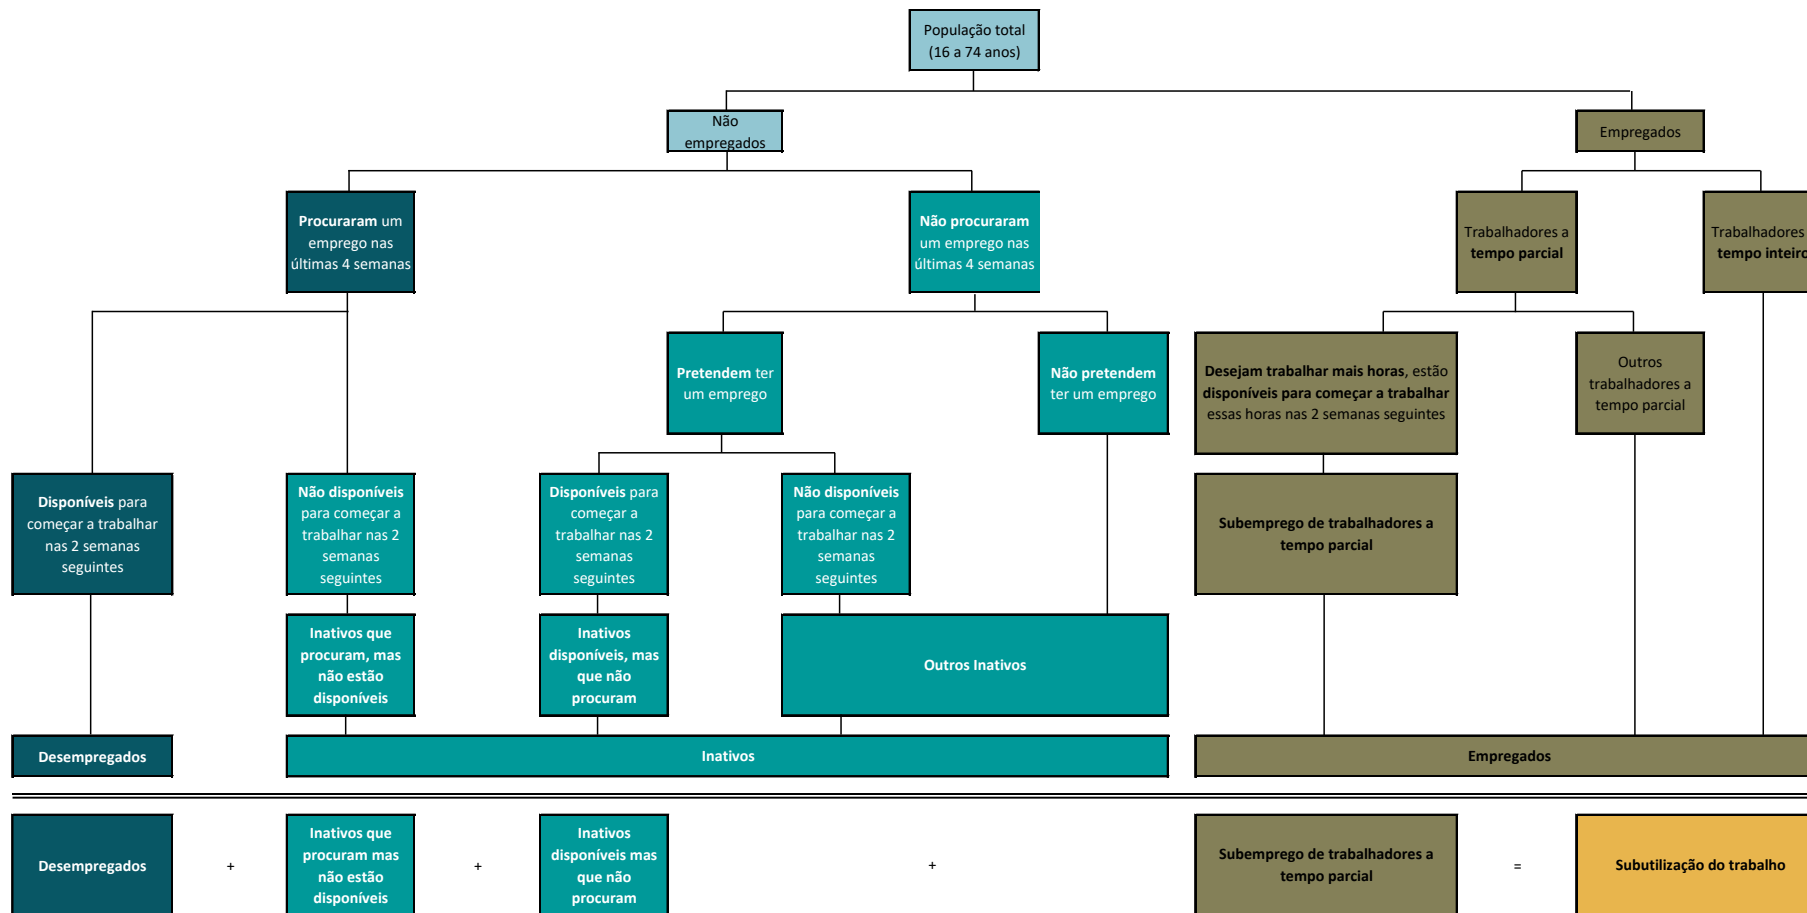 População total
(16 a 74 anos)
Não
empregados
Empregados
Procuraram um
emprego nas
últimas 4 semanas
Não procuraram
um emprego nas
últimas 4 semanas
Trabalhadores a
tempo parcial
Trabalhadores
tempo inteiro
Pretendem ter
um emprego
Não pretendem
ter um emprego
Desejam trabalhar mais horas, estão
disponíveis para começar a trabalhar
essas horas nas 2 semanas seguintes
Outros
trabalhadores a
tempo parcial
Disponíveis para
começar a trabalhar
nas 2 semanas
seguintes
Não disponíveis
para começar a
trabalhar nas 2
semanas
seguintes
Disponíveis para
começar a
trabalhar nas 2
semanas
seguintes
Não disponíveis
para começar a
trabalhar nas 2
semanas
seguintes
Subemprego de trabalhadores a
tempo parcial
Inativos que
procuram, mas
não estão
disponíveis
Inativos
disponíveis, mas
que não
procuram
Outros Inativos
Desempregados
Inativos
Empregados
Desempregados
+
Inativos que
procuram mas
não estão
disponíveis
+
Inativos
disponíveis mas
que não
procuram
+
Subemprego de trabalhadores a
tempo parcial
=
Subutilização do trabalho